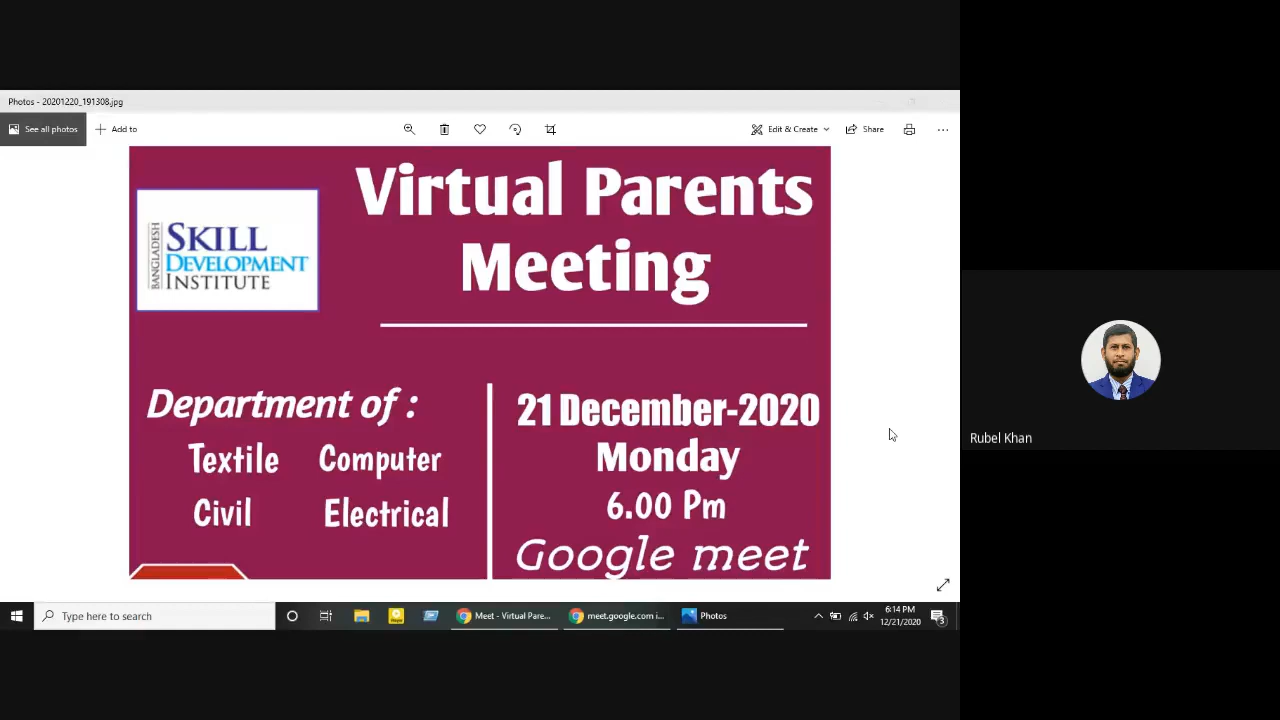 Photos - 20201220_191308.jpg
See all photos
Add to
Edit & Create
Share
Virtual Parents
Meeting
BANGLADESH
SKILL
DEVELOPMENT
INSTITUTE
Department of :
Textile Computer
Civil Electrical
21 December-2020
Monday
6.00 Pm
Google meet
Rubel Khan
Type here to search
Meet - Virtual Pare...
meet.google.com i...
Photos
6:14 PM
12/21/2020
3